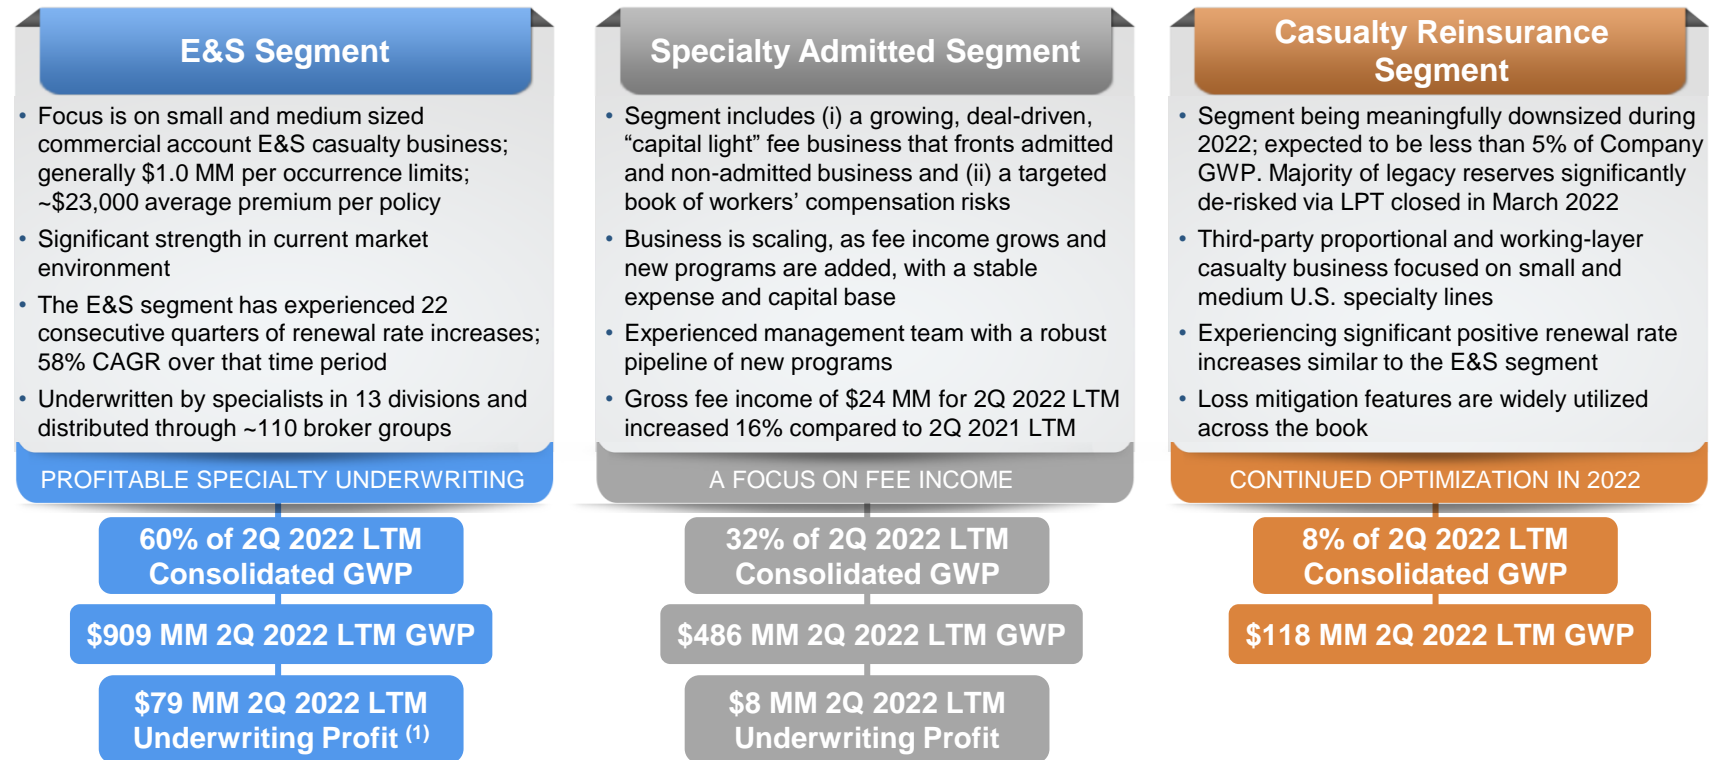 E&S Segment
• Focus is on small and medium sized
commercial account E&S casualty business;
generally $1.0 MM per occurrence limits;
~$23,000 average premium per policy
• Significant strength in current market
environment
• The E&S segment has experienced 22
consecutive quarters of renewal rate increases;
58% CAGR over that time period
• Underwritten by specialists in 13 divisions and
distributed through ~110 broker groups
PROFITABLE SPECIALTY UNDERWRITING
60% of 2Q 2022 LTM
Consolidated GWP
$909 MM 2Q 2022 LTM GWP
$79 MM 2Q 2022 LTM
Underwriting Profit (1)
Specialty Admitted Segment
• Segment includes (i) a growing, deal-driven,
“capital light” fee business that fronts admitted
and non-admitted business and (ii) a targeted
book of workers’ compensation risks
• Business is scaling, as fee income grows and
new programs are added, with a stable
expense and capital base
• Experienced management team with a robust
pipeline of new programs
• Gross fee income of $24 MM for 2Q 2022 LTM
increased 16% compared to 2Q 2021 LTM
A FOCUS ON FEE INCOME
32% of 2Q 2022 LTM
Consolidated GWP
$486 MM 2Q 2022 LTM GWP
$8 MM 2Q 2022 LTM
Underwriting Profit
Casualty Reinsurance
Segment
• Segment being meaningfully downsized during
2022; expected to be less than 5% of Company
GWP. Majority of legacy reserves significantly
de-risked via LPT closed in March 2022
• Third-party proportional and working-layer
casualty business focused on small and
medium U.S. specialty lines
• Experiencing significant positive renewal rate
increases similar to the E&S segment
• Loss mitigation features are widely utilized
across the book
CONTINUED OPTIMIZATION IN 2022
8% of 2Q 2022 LTM
Consolidated GWP
$118 MM 2Q 2022 LTM GWP